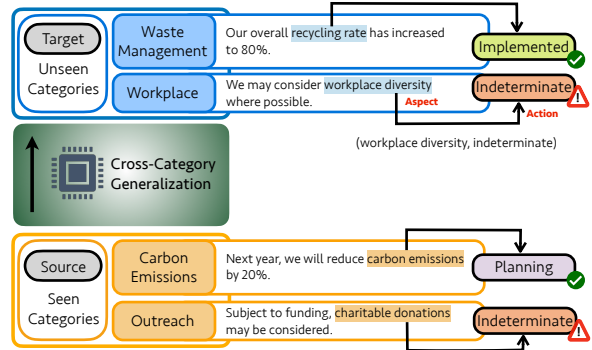 Target
Unseen
Categories
Waste
Management
Our overall recycling rate has increased
to 80%.
Implemented
Workplace
We may consider workplace diversity
where possible.
Indeterminate
Aspect
Action
(workplace diversity, indeterminate)
Cross-Category
Generalization
Source
Seen
Categories
Carbon
Emissions
Next year, we will reduce carbon emissions
by 20%.
Planning
Outreach
Subject to funding, charitable donations
may be considered.
Indeterminate